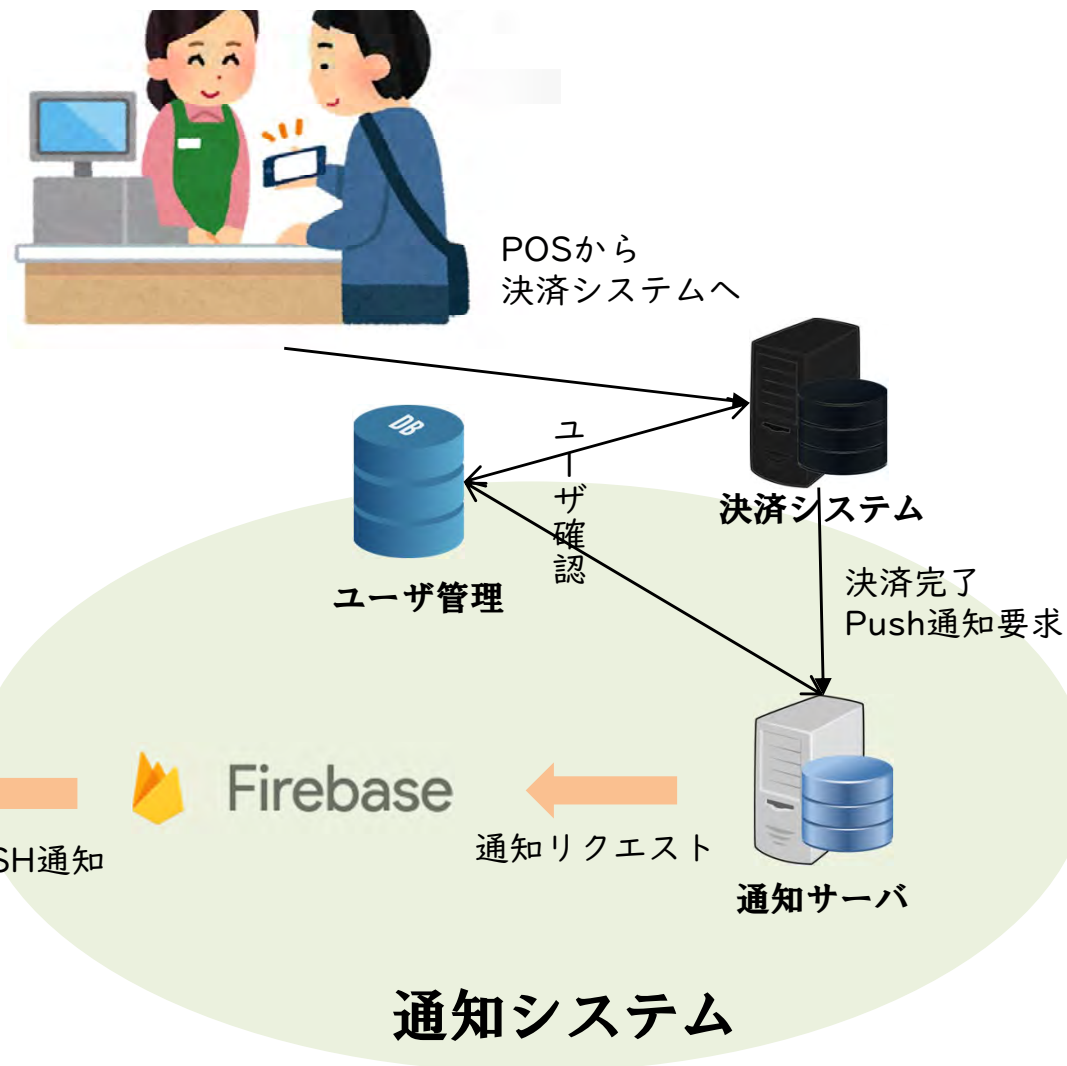 POSから
決済システムへ
DB
ユーザ確認
決済システム
ユーザ管理
決済完了
Push通知要求
Firebase
通知リクエスト
SH通知
通知サーバ
通知システム